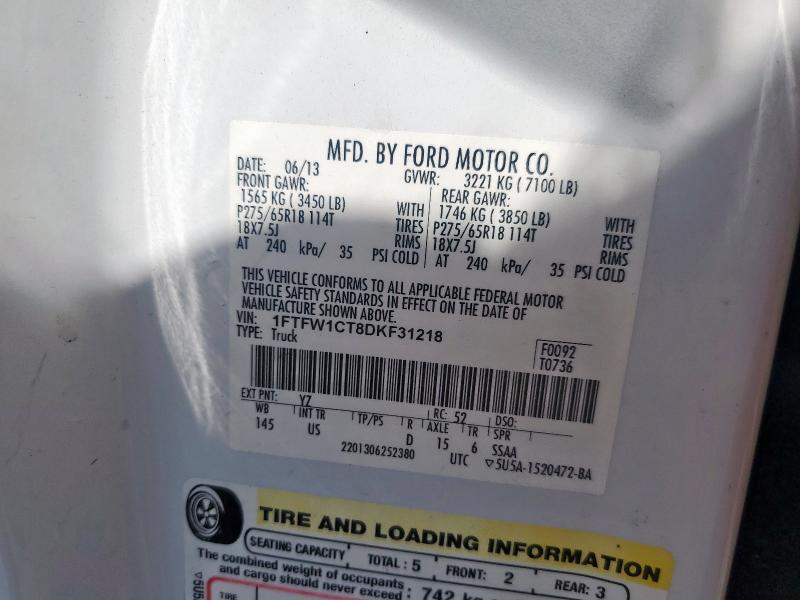 MFD. BY FORD MOTOR CO.
DATE: 06/13 GVWR: 3221 KG ( 7100 LB)
FRONT GAWR: REAR GAWR:
1565 KG ( 3450 LB) WITH 1746 KG ( 3850 LB) WITH
P275/65R18 114T TIRES P275/65R18 114T TIRES
18X7.5J RIMS 18X7.5J RIMS
AT 240 kPa/ 35 PSI COLD AT 240 kPa/ 35 PSI COLD
THIS VEHICLE CONFORMS TO ALL APPLICABLE FEDERAL MOTOR
VEHICLE SAFETY STANDARDS IN EFFECT ON THE DATE OF
MANUFACTURE SHOWN ABOVE.
VIN: 1FTFW1CT8DKF31218
TYPE: Truck
F0092
T0736
EXT PNT: YZ RC: 52 DSO:
WB INT TR TP/PS R AXLE TR SPR
145 US D 15 6 SSAA
2201306252380 UTC ▽5U5A-1520472-BA
TIRE AND LOADING INFORMATION
SEATING CAPACITY TOTAL : 5 FRONT: 2 REAR: 3
The combined weight of occupants
and cargo should never exceed : 742
TIRE